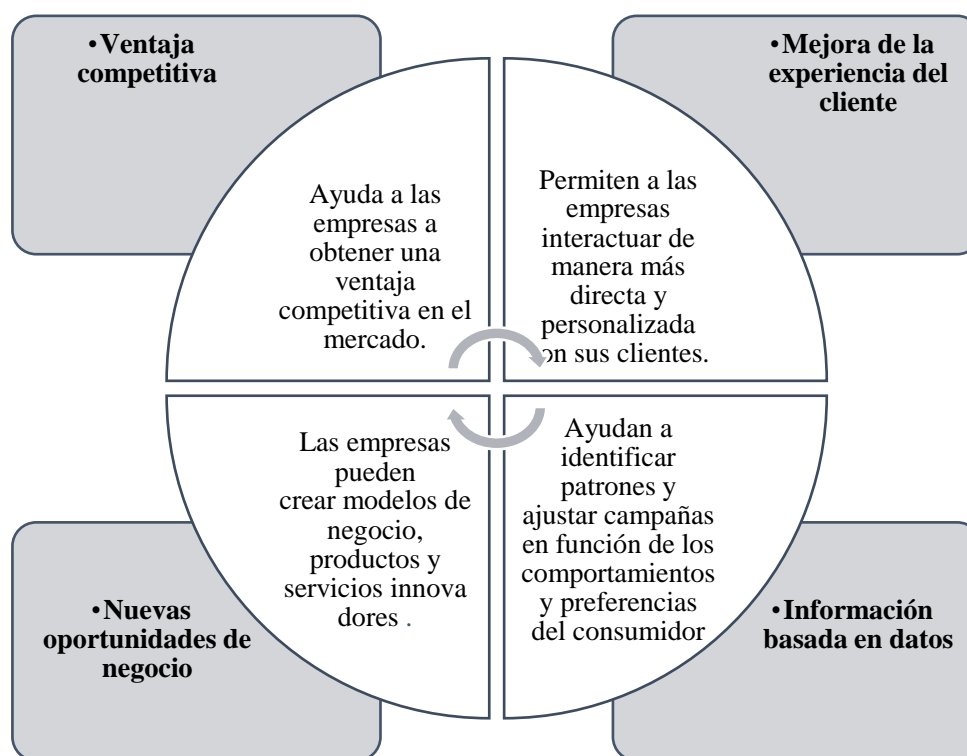 •Ventaja
competitiva
Ayuda a las
empresas a
obtener una
ventaja
competitiva en el
mercado.
•Mejora de la
experiencia del
cliente
Permiten a las
empresas
interactuar de
manera más
directa y
personalizada
on sus clientes.
Las empresas
pueden
crear modelos de
negocio,
productos y
servicios innova
dores .
•Nuevas
oportunidades de
negocio
Ayudan a
identificar
patrones y
ajustar campañas
en función de los
comportamientos
y preferencias
del consumidor
•Información
basada en datos